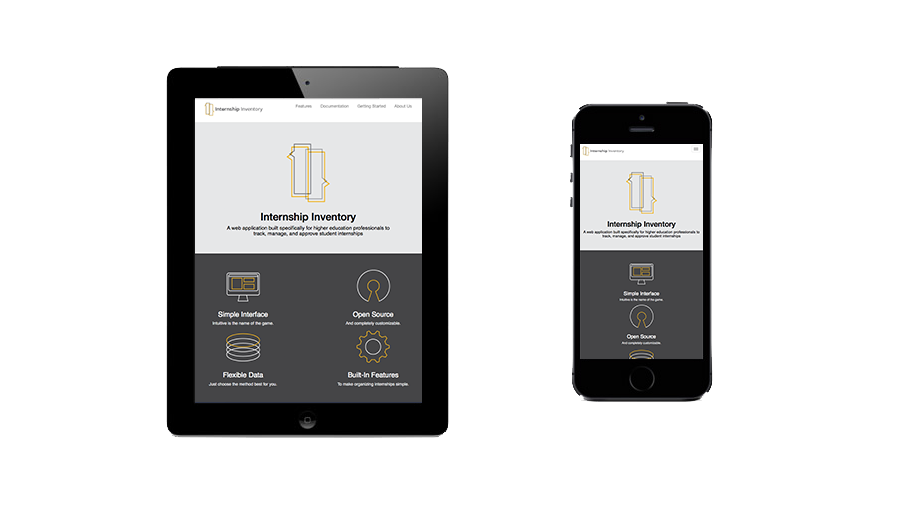 Internship Inventory
Features Documentation Getting Started About Us
Internship Inventory
A web application built specifically for higher education professionals to
track, manage, and approve student internships
Simple Interface
Intuitive is the name of the game.
Open Source
And completely customizable.
Flexible Data
Just choose the method best for you.
Built-In Features
To make organizing internships simple.
Internship Inventory
Internship Inventory
A web application built specifically for higher education professionals to
track, manage, and approve student internships
Simple Interface
Intuitive is the name of the game.
Open Source
And completely customizable.